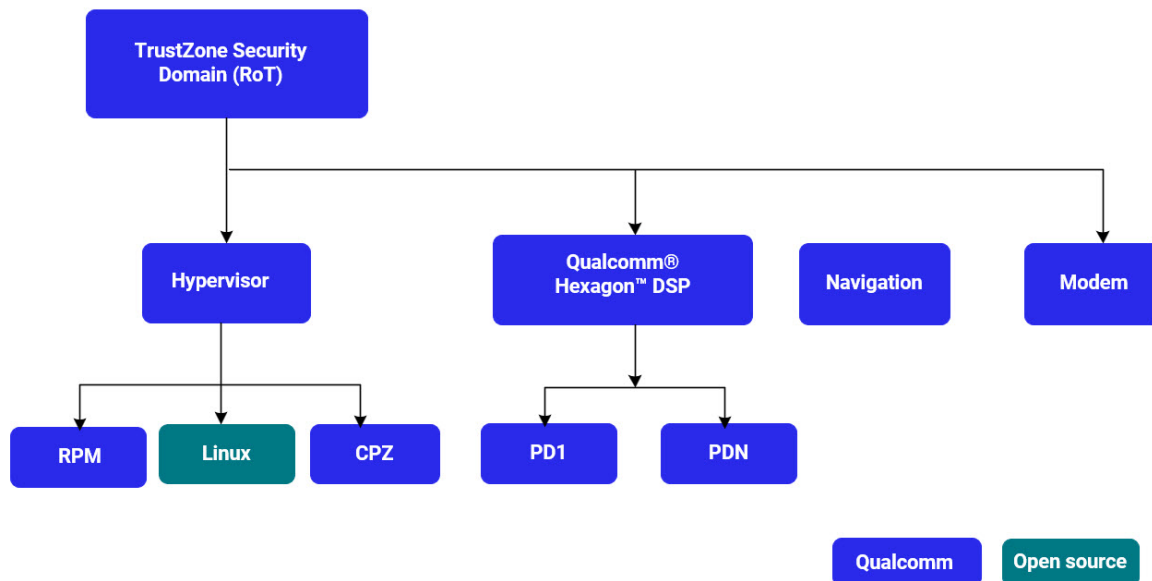 TrustZone Security
Domain (RoT)
Hypervisor
Qualcomm®
Hexagon™ DSP
Navigation
Modem
RPM
Linux
CPZ
PD1
PDN
Qualcomm
Open source